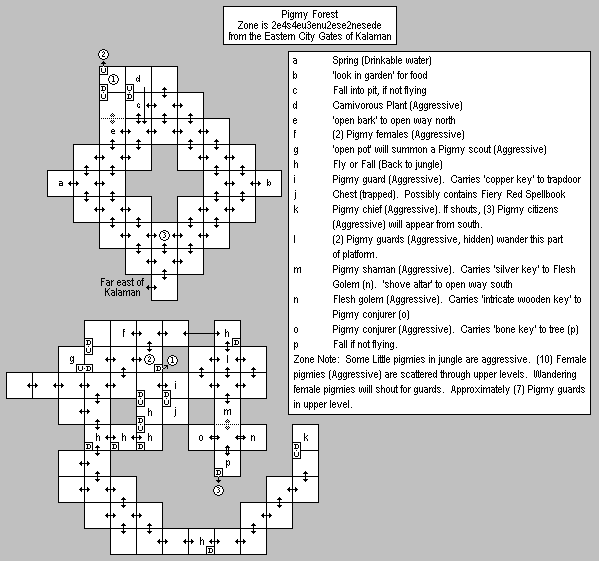 Pigmy Forest
Zone is 2e4s4eu3enu2ese2nesede
from the Eastern City Gates of Kalaman
a Spring (Drinkable water)
b 'look in garden' for food
c Fall into pit, if not flying
d Carnivorous Plant (Aggressive)
e 'open bark' to open way north
f (2) Pigmy females (Aggressive)
g 'open pot' will summon a Pigmy scout (Aggressive)
h Fly or Fall (Back to jungle)
i Pigmy guard (Aggressive). Carries 'copper key' to trapdoor
j Chest (trapped). Possibly contains Fiery Red Spellbook
k Pigmy chief (Aggressive). If shouts, (3) Pigmy citizens
(Aggressive) will appear from south.
l (2) Pigmy guards (Aggressive, hidden) wander this part
of platform.
m Pigmy shaman (Aggressive). Carries 'silver key' to Flesh
Golem (n). 'shove altar' to open way south
n Flesh golem (Aggressive). Carries 'intricate wooden key' to
Pigmy conjurer (o)
o Pigmy conjurer (Aggressive). Carries 'bone key' to tree (p)
p Fall if not flying.
Zone Note: Some Little pigmies in jungle are aggressive. (10) Female
pigmies (Aggressive) are scattered through upper levels. Wandering
female pigmies will shout for guards. Approximately (7) Pigmy guards
in upper level.
2
U
1 d
D D
U U
c
e
a b
3
Far east of
Kalaman
f h
D D
U
g 2 1 l
U D D
i
D D
U U
h j m
D
U
h h h o n k
D D D D
U
p
D
3
h
D